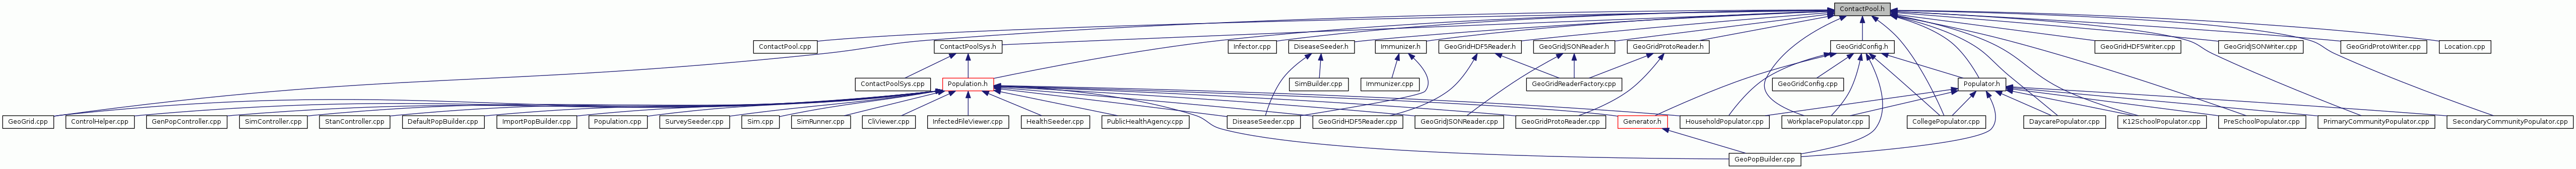 ContactPool.h
ContactPool.cpp
ContactPoolSys.h
Infector.cpp
DiseaseSeeder.h
Immunizer.h
GeoGridHDF5Reader.h
GeoGridJSONReader.h
GeoGridProtoReader.h
GeoGridConfig.h
GeoGridHDF5Writer.cpp
GeoGridJSONWriter.cpp
GeoGridProtoWriter.cpp
Location.cpp
ContactPoolSys.cpp
Population.h
SimBuilder.cpp
Immunizer.cpp
GeoGridReaderFactory.cpp
GeoGridConfig.cpp
Populator.h
GeoGrid.cpp
ControlHelper.cpp
GenPopController.cpp
SimController.cpp
StanController.cpp
DefaultPopBuilder.cpp
ImportPopBuilder.cpp
Population.cpp
SurveySeeder.cpp
Sim.cpp
SimRunner.cpp
CliViewer.cpp
InfectedFileViewer.cpp
HealthSeeder.cpp
PublicHealthAgency.cpp
DiseaseSeeder.cpp
GeoGridHDF5Reader.cpp
GeoGridJSONReader.cpp
GeoGridProtoReader.cpp
Generator.h
HouseholdPopulator.cpp
WorkplacePopulator.cpp
CollegePopulator.cpp
DaycarePopulator.cpp
K12SchoolPopulator.cpp
PreSchoolPopulator.cpp
PrimaryCommunityPopulator.cpp
SecondaryCommunityPopulator.cpp
GeoPopBuilder.cpp